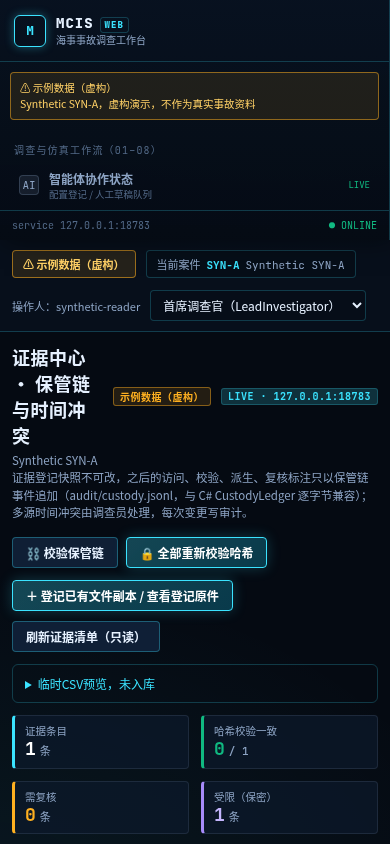 M
MCIS WEB
海事事故调查工作台
⚠ 示例数据（虚构）
Synthetic SYN-A，虚构演示，不作为真实事故资料
调查与仿真工作流（01–08）
AI
智能体协作状态
配置登记 / 人工草稿队列
LIVE
service 127.0.0.1:18783
ONLINE
⚠ 示例数据（虚构）
当前案件 SYN-A Synthetic SYN-A
操作人：synthetic-reader
首席调查官（LeadInvestigator）
证据中心
· 保管链
与时间冲
突
示例数据（虚构）
LIVE · 127.0.0.1:18783
Synthetic SYN-A
证据登记快照不可改，之后的访问、校验、派生、复核标注只以保管链
事件追加（audit/custody.jsonl，与 C# CustodyLedger 逐字节兼容）；
多源时间冲突由调查员处理，每次变更写审计。
⛓ 校验保管链
🔒 全部重新校验哈希
＋ 登记已有文件副本 / 查看登记原件
刷新证据清单（只读）
▶ 临时CSV预览，未入库
证据条目
1 条
哈希校验一致
0 / 1
需复核
0 条
受限（保密）
1 条